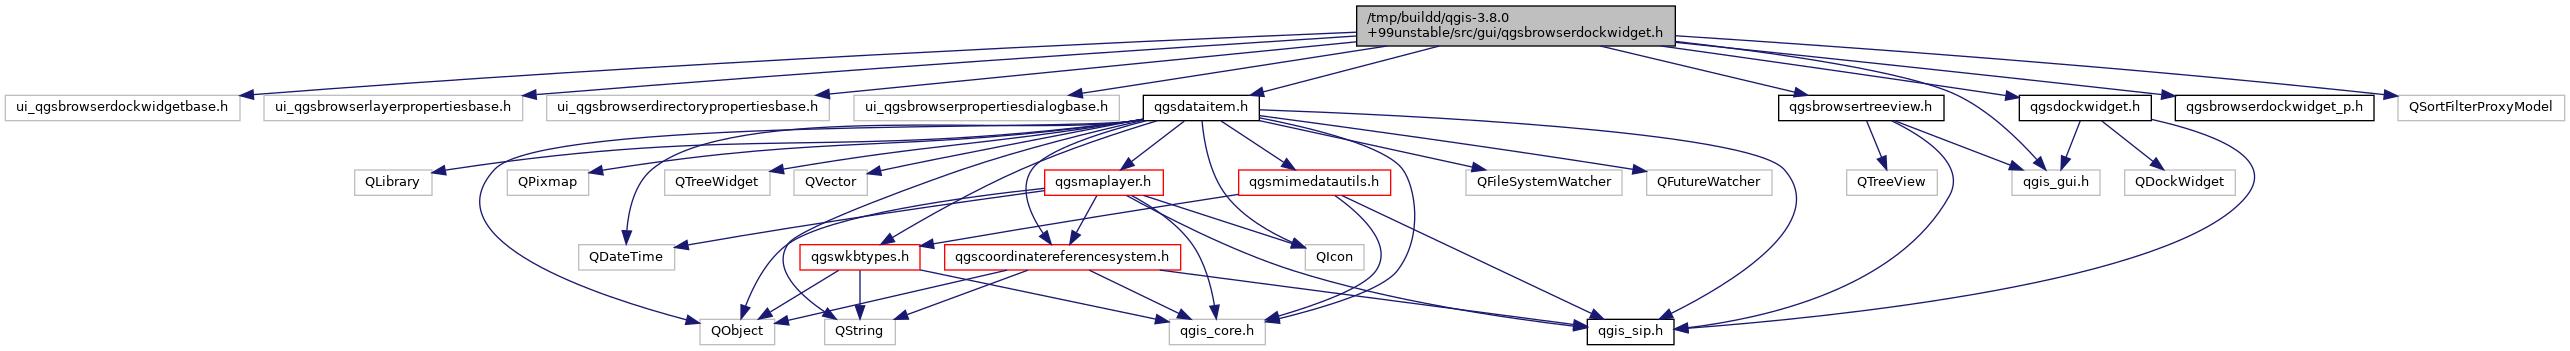 /tmp/buildd/qgis-3.8.0
+99unstable/src/gui/qgsbrowserdockwidget.h
ui_qgsbrowserdockwidgetbase.h
ui_qgsbrowserlayerpropertiesbase.h
ui_qgsbrowserdirectorypropertiesbase.h
ui_qgsbrowserpropertiesdialogbase.h
qgsdataitem.h
qgsbrowsertreeview.h
qgsdockwidget.h
qgsbrowserdockwidget_p.h
QSortFilterProxyModel
QLibrary
QPixmap
QTreeWidget
QVector
qgsmaplayer.h
qgsmimedatautils.h
QFileSystemWatcher
QFutureWatcher
QTreeView
qgis_gui.h
QDockWidget
QDateTime
qgswkbtypes.h
qgscoordinatereferencesystem.h
QIcon
QObject
QString
qgis_core.h
qgis_sip.h